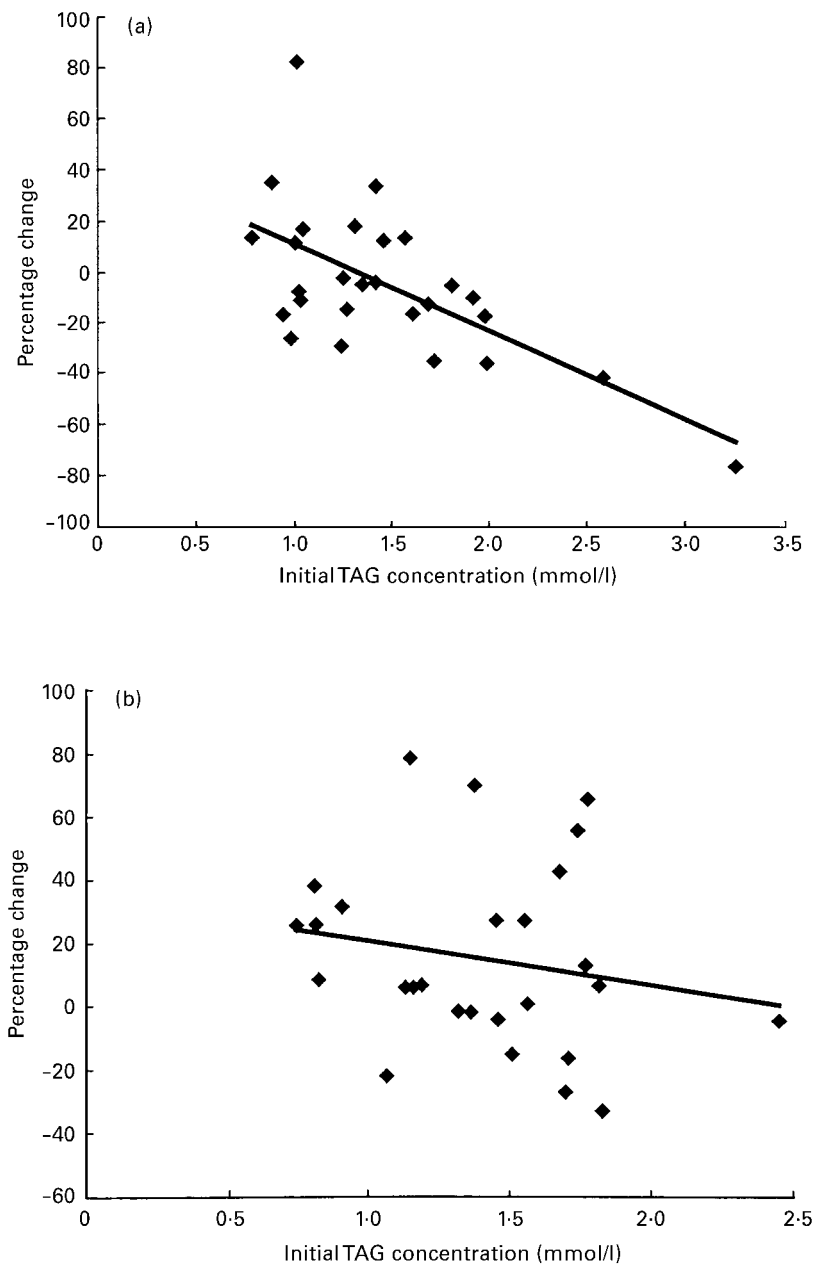 (a)
100
80
60
40
20
0
–20
–40
–60
–80
–100
Percentage change
0 0·5 1·0 1·5 2·0 2·5 3·0 3·5
Initial TAG concentration (mmol/l)
(b)
100
80
60
40
20
0
–20
–40
–60
Percentage change
0 0·5 1·0 1·5 2·0 2·5
Initial TAG concentration (mmol/l)